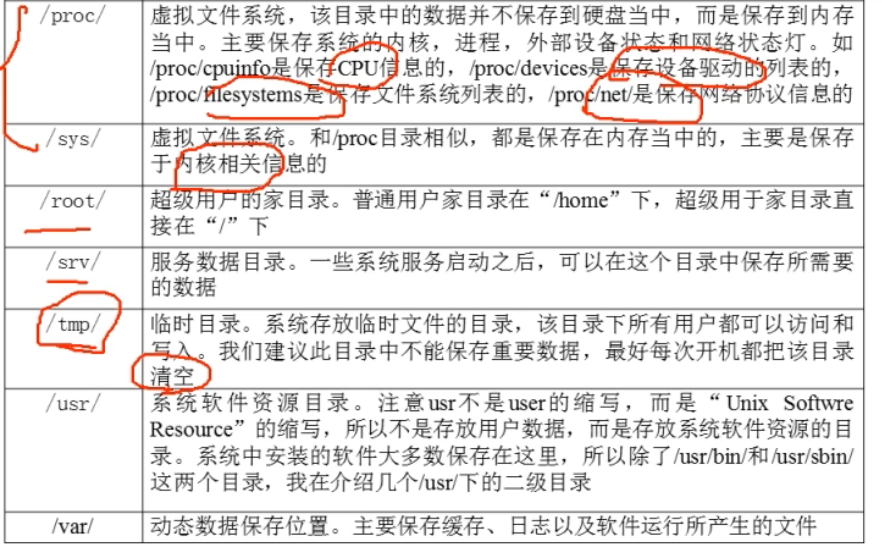 /proc/ 虚拟文件系统，该目录中的数据并不保存到硬盘当中，而是保存到内存
当中。主要保存系统的内核，进程，外部设备状态和网络状态灯。如
/proc/cpuinfo是保存CPU信息的，/proc/devices是保存设备驱动的列表的，
/proc/filesystems是保存文件系统列表的，/proc/net/是保存网络协议信息的
/sys/ 虚拟文件系统。和/proc目录相似，都是保存在内存当中的，主要是保存
于内核相关信息的
/root/ 超级用户的家目录。普通用户家目录在“/home”下，超级用于家目录直
接在“/”下
/srv/ 服务数据目录。一些系统服务启动之后，可以在这个目录中保存所需要
的数据
/tmp/ 临时目录。系统存放临时文件的目录，该目录下所有用户都可以访问和
写入。我们建议此目录中不能保存重要数据，最好每次开机都把该目录
清空
/usr/ 系统软件资源目录。注意usr不是user的缩写，而是“Unix Softwre
Resource”的缩写，所以不是存放用户数据，而是存放系统软件资源的目
录。系统中安装的软件大多数保存在这里，所以除了/usr/bin/和/usr/sbin/
这两个目录，我在介绍几个/usr/下的二级目录
/var/ 动态数据保存位置。主要保存缓存、日志以及软件运行所产生的文件